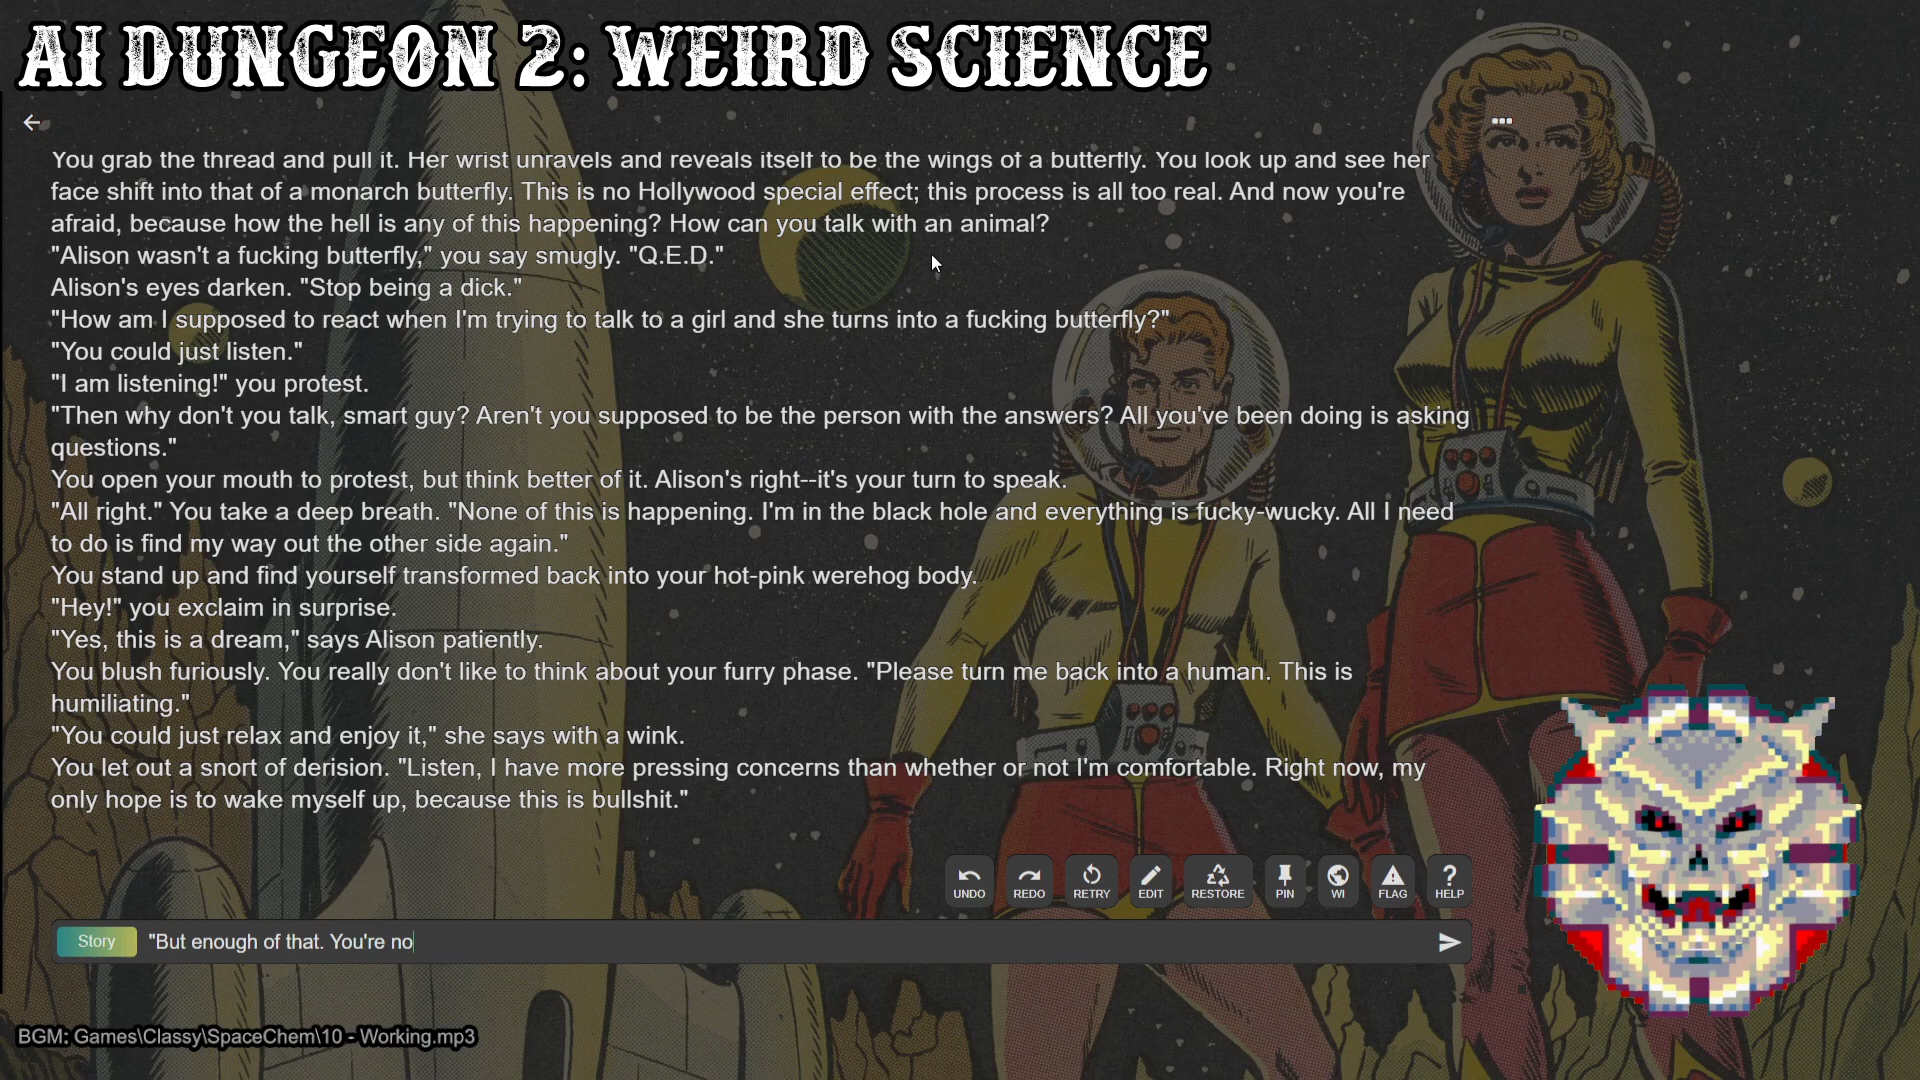 AI DUNGEON 2: WEIRD SCIENCE
You grab the thread and pull it. Her wrist unravels and reveals itself to be the wings of a butterfly. You look up and see her
face shift into that of a monarch butterfly. This is no Hollywood special effect; this process is all too real. And now you're
afraid, because how the hell is any of this happening? How can you talk with an animal?
"Alison wasn't a fucking butterfly," you say smugly. "Q.E.D."
Alison's eyes darken. "Stop being a dick."
"How am I supposed to react when I'm trying to talk to a girl and she turns into a fucking butterfly?"
"You could just listen."
"I am listening!" you protest.
"Then why don't you talk, smart guy? Aren't you supposed to be the person with the answers? All you've been doing is asking
questions."
You open your mouth to protest, but think better of it. Alison's right--it's your turn to speak.
"All right." You take a deep breath. "None of this is happening. I'm in the black hole and everything is fucky-wucky. All I need
to do is find my way out the other side again."
You stand up and find yourself transformed back into your hot-pink werehog body.
"Hey!" you exclaim in surprise.
"Yes, this is a dream," says Alison patiently.
You blush furiously. You really don't like to think about your furry phase. "Please turn me back into a human. This is
humiliating."
"You could just relax and enjoy it," she says with a wink.
You let out a snort of derision. "Listen, I have more pressing concerns than whether or not I'm comfortable. Right now, my
only hope is to wake myself up, because this is bullshit."
UNDO REDO RETRY EDIT RESTORE PIN WI FLAG HELP
Story "But enough of that. You're no
BGM: Games\Classy\SpaceChem\10 - Working.mp3